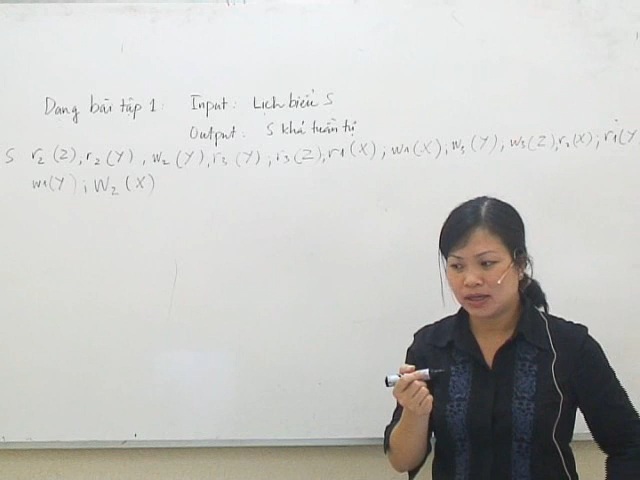 Dạng bài tập 1: Input: Lịch biểu S
Output: S khả tuần tự
S r2(Z), r2(Y), w2(Y), r3(Y); r3(Z), r1(X); w1(X); w3(Y), w3(Z), r2(X); r1(Y
w1(Y); W2(X)